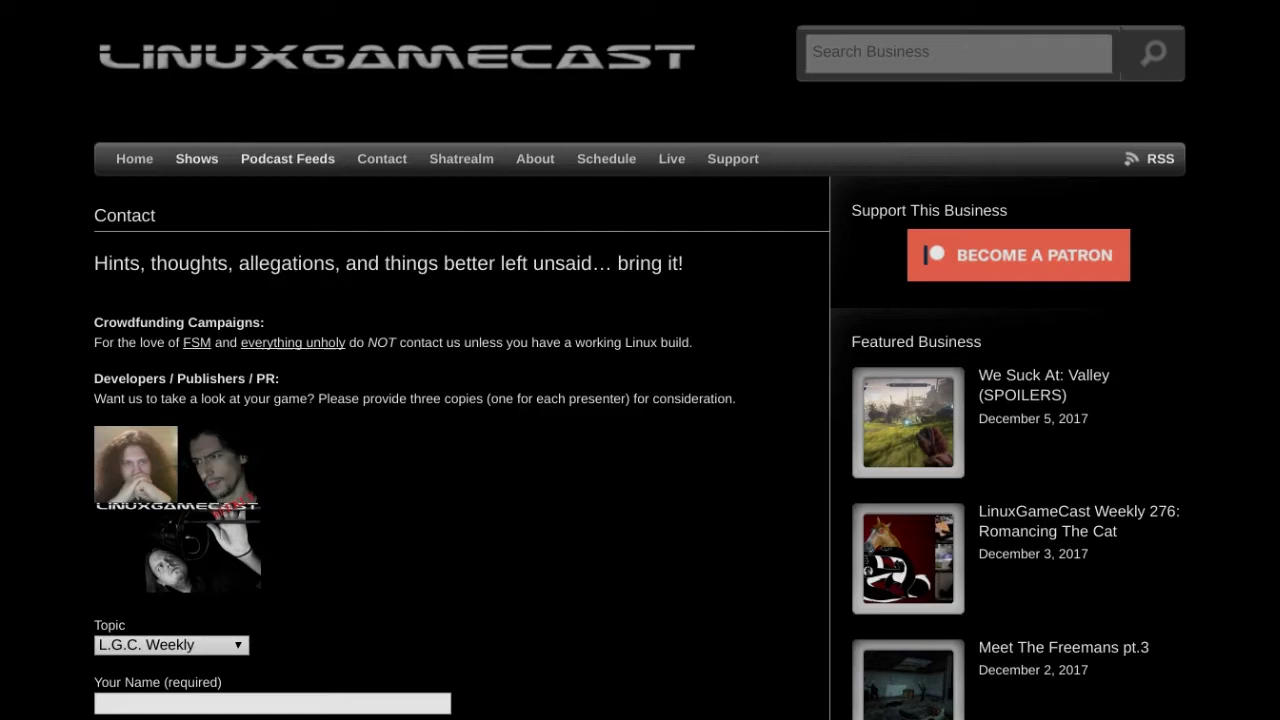 LINUXGAMECAST
Search Business
Home Shows Podcast Feeds Contact Shatrealm About Schedule Live Support RSS
Contact
Hints, thoughts, allegations, and things better left unsaid… bring it!
Crowdfunding Campaigns:
For the love of FSM and everything unholy do NOT contact us unless you have a working Linux build.
Developers / Publishers / PR:
Want us to take a look at your game? Please provide three copies (one for each presenter) for consideration.
LINUXGAMECAST
Topic
L.G.C. Weekly
Your Name (required)
Support This Business
BECOME A PATRON
Featured Business
We Suck At: Valley
(SPOILERS)
December 5, 2017
LinuxGameCast Weekly 276:
Romancing The Cat
December 3, 2017
Meet The Freemans pt.3
December 2, 2017